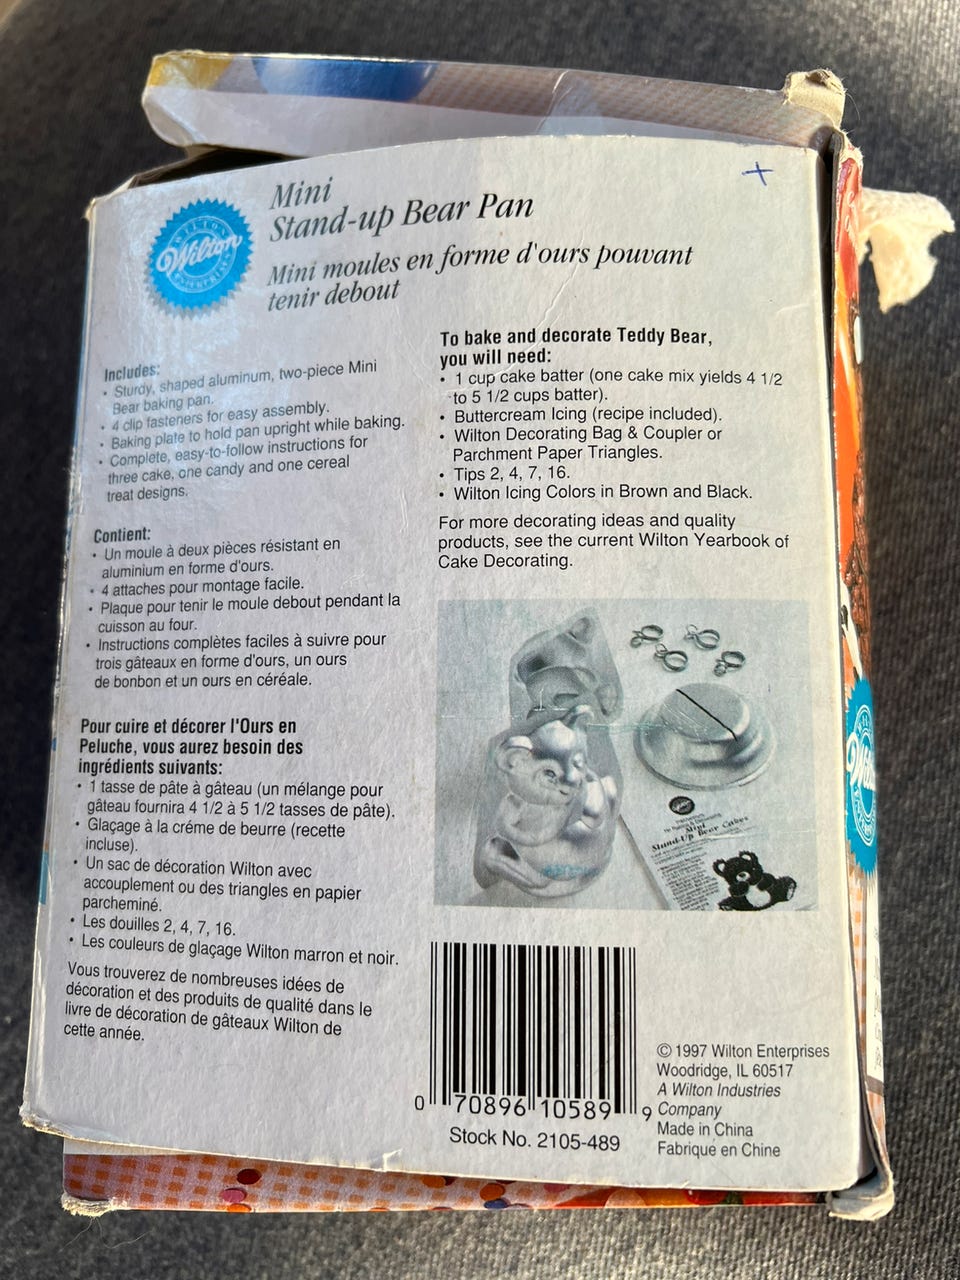 WILTON
Wilton
ENTERPRISES
Mini
Stand-up Bear Pan
Mini moules en forme d'ours pouvant
tenir debout
Includes:
• Sturdy, shaped aluminum, two-piece Mini
Bear baking pan.
• 4 clip fasteners for easy assembly.
• Baking plate to hold pan upright while baking.
• Complete, easy-to-follow instructions for
three cake, one candy and one cereal
treat designs.
Contient:
• Un moule à deux pièces résistant en
aluminium en forme d'ours.
• 4 attaches pour montage facile.
• Plaque pour tenir le moule debout pendant la
cuisson au four.
• Instructions complètes faciles à suivre pour
trois gâteaux en forme d'ours, un ours
de bonbon et un ours en céréale.
Pour cuire et décorer l'Ours en
Peluche, vous aurez besoin des
ingrédients suivants:
• 1 tasse de pâte à gâteau (un mélange pour
gâteau fournira 4 1/2 à 5 1/2 tasses de pâte).
• Glaçage à la créme de beurre (recette
incluse).
• Un sac de décoration Wilton avec
accouplement ou des triangles en papier
parcheminé.
• Les douilles 2, 4, 7, 16.
• Les couleurs de glaçage Wilton marron et noir.
Vous trouverez de nombreuses idées de
décoration et des produits de qualité dans le
livre de décoration de gâteaux Wilton de
cette année.
To bake and decorate Teddy Bear,
you will need:
• 1 cup cake batter (one cake mix yields 4 1/2
to 5 1/2 cups batter).
• Buttercream Icing (recipe included).
• Wilton Decorating Bag & Coupler or
Parchment Paper Triangles.
• Tips 2, 4, 7, 16.
• Wilton Icing Colors in Brown and Black.
For more decorating ideas and quality
products, see the current Wilton Yearbook of
Cake Decorating.
Mini
Stand-Up Bear Cakes
0 70896 10589 9
Stock No. 2105-489
© 1997 Wilton Enterprises
Woodridge, IL 60517
A Wilton Industries
Company
Made in China
Fabrique en Chine